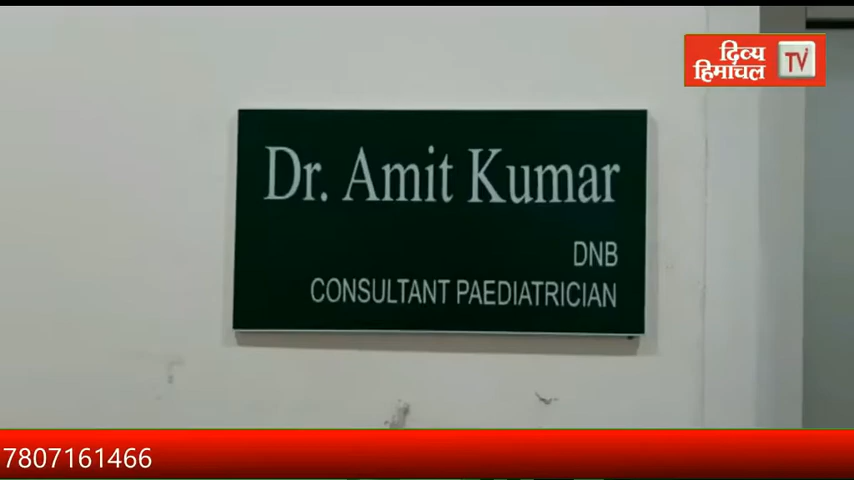 दिव्य
हिमाचल
TV
Dr. Amit Kumar
DNB
CONSULTANT PAEDIATRICIAN
7807161466